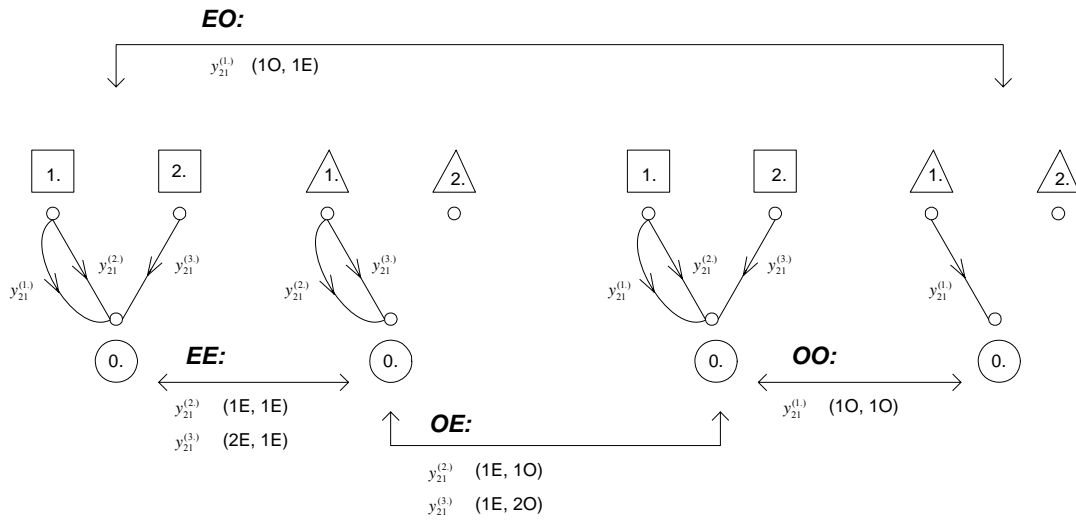 EO:
y₂₁⁽¹·⁾ (1O, 1E)
1. 2. 1. 2. 1. 2. 1. 2.
y₂₁⁽²·⁾ y₂₁⁽³·⁾ y₂₁⁽³·⁾ y₂₁⁽²·⁾ y₂₁⁽³·⁾
y₂₁⁽¹·⁾ y₂₁⁽²·⁾ y₂₁⁽¹·⁾ y₂₁⁽¹·⁾
0. 0. 0. 0.
EE: OO:
y₂₁⁽²·⁾ (1E, 1E) y₂₁⁽¹·⁾ (1O, 1O)
y₂₁⁽³·⁾ (2E, 1E)
OE:
y₂₁⁽²·⁾ (1E, 1O)
y₂₁⁽³·⁾ (1E, 2O)